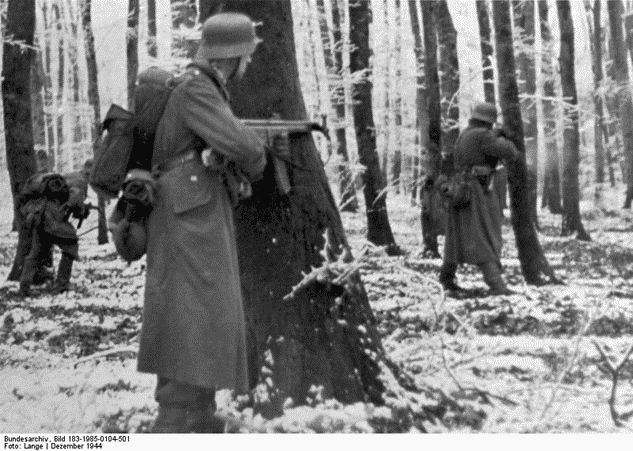 Bundesarchiv, Bild 183-1985-0104-501
Foto: Lange | Dezember 1944